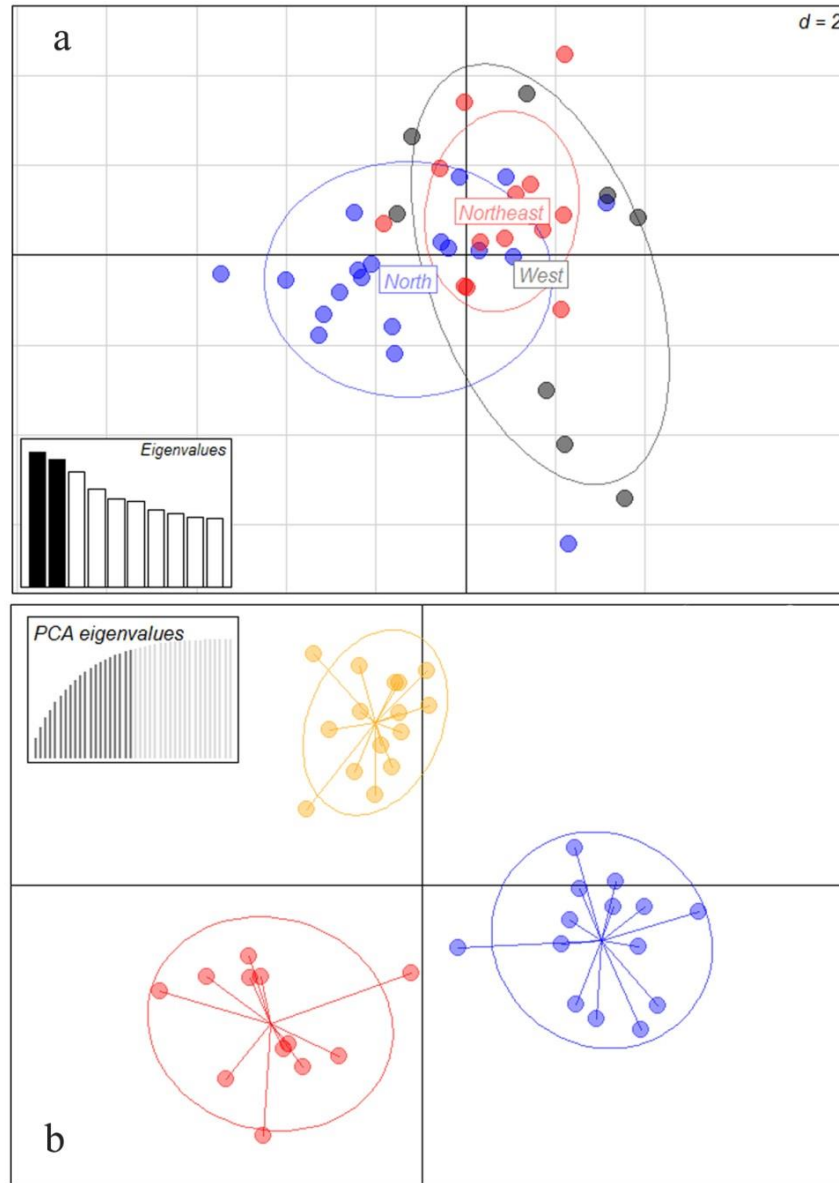 a
d = 2
Northeast
North
West
Eigenvalues
PCA eigenvalues
b